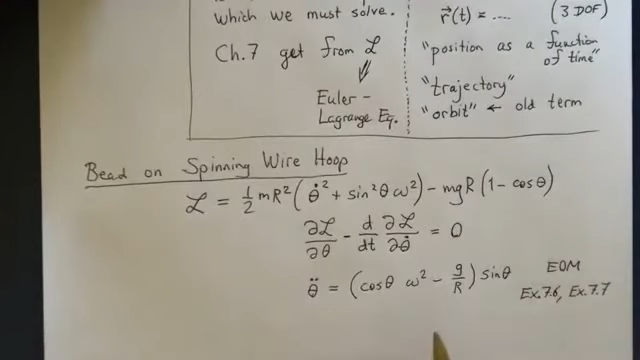 which we must solve.
Ch.7 get from ℒ
⇓
Euler-
Lagrange Eq.
r⃗(t) = .... (3 DOF)
"position as a function
of time"
"trajectory"
"orbit" ← old term
Bead on Spinning Wire Hoop
ℒ = 1/2 mR²(θ̇² + sin²θ ω²) - mgR(1-cosθ)
∂ℒ/∂θ - d/dt ∂ℒ/∂θ̇ = 0
θ̈ = (cosθ ω² - g/R) sinθ EOM
Ex.7.6, Ex.7.7